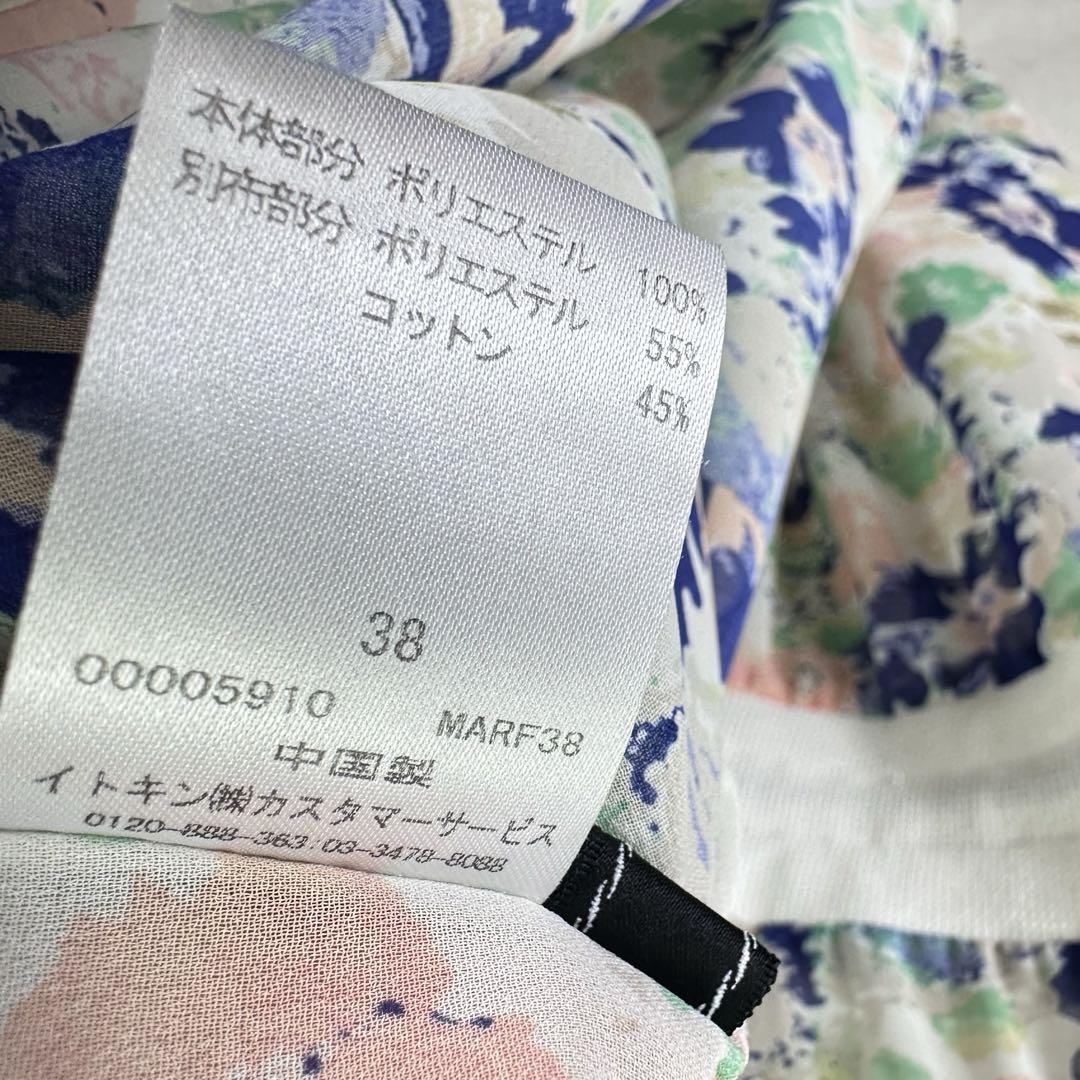 本体部分 ポリエステル 100%
別布部分 ポリエステル 55%
コットン 45%
38
00005910 MARF38
中国製
イトキン㈱カスタマーサービス
0120-888-363:03-3478-8088